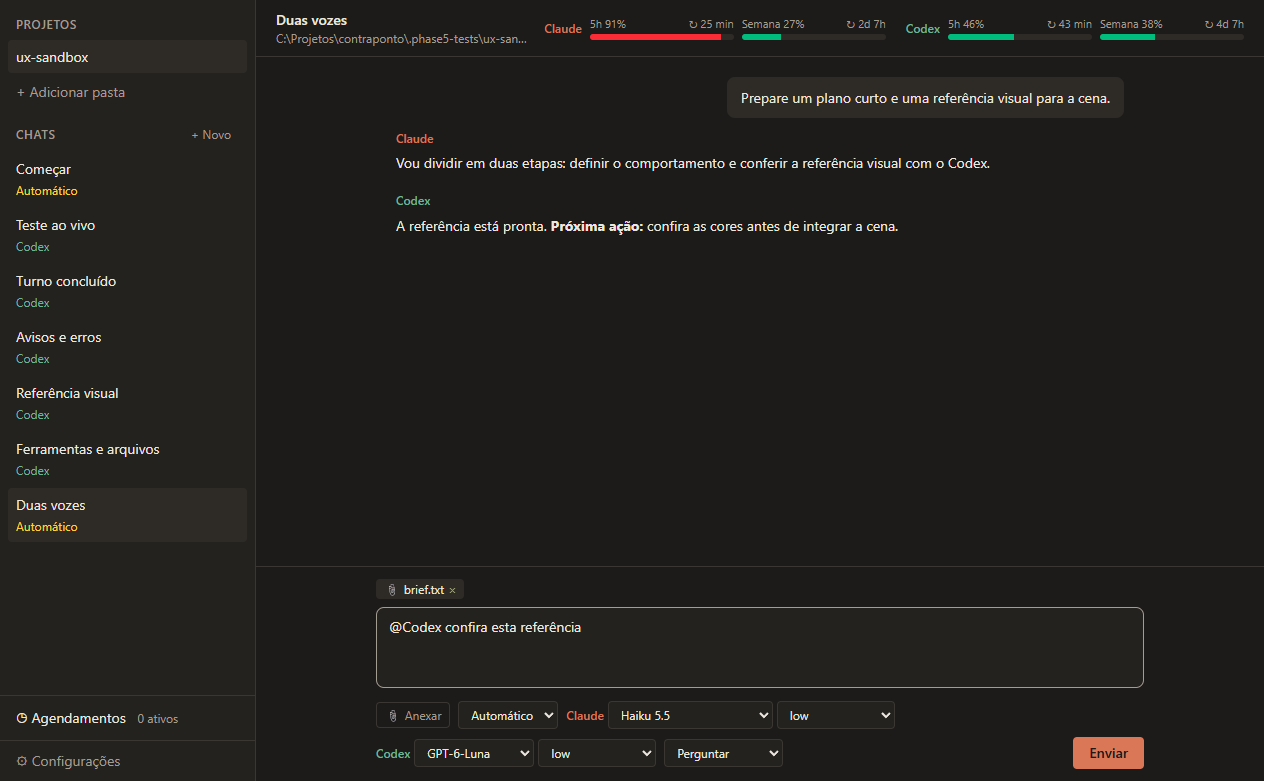 PROJETOS
ux-sandbox
+ Adicionar pasta
CHATS
+ Novo
Começar
Automático
Teste ao vivo
Codex
Turno concluído
Codex
Avisos e erros
Codex
Referência visual
Codex
Ferramentas e arquivos
Codex
Duas vozes
Automático
Agendamentos 0 ativos
Configurações
Duas vozes
C:\Projetos\contraponto\.phase5-tests\ux-san...
Claude 5h 91% ↻ 25 min Semana 27% ↻ 2d 7h
Codex 5h 46% ↻ 43 min Semana 38% ↻ 4d 7h
Prepare um plano curto e uma referência visual para a cena.
Claude
Vou dividir em duas etapas: definir o comportamento e conferir a referência visual com o Codex.
Codex
A referência está pronta. Próxima ação: confira as cores antes de integrar a cena.
brief.txt ×
@Codex confira esta referência
Anexar Automático Claude Haiku 5.5 low
Codex GPT-6-Luna low Perguntar
Enviar